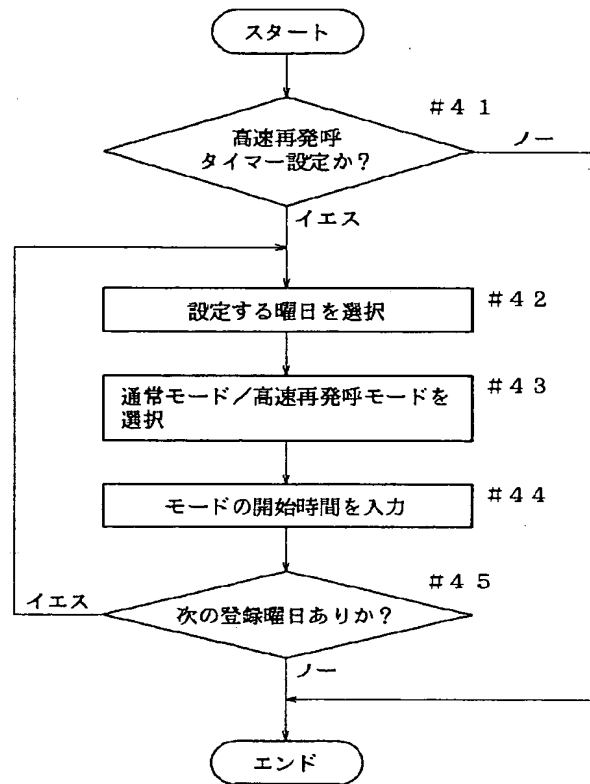 スタート
#41
高速再発呼
タイマー設定か？
ノー
イエス
設定する曜日を選択
#42
通常モード／高速再発呼モードを
選択
#43
モードの開始時間を入力
#44
#45
イエス
次の登録曜日ありか？
ノー
エンド